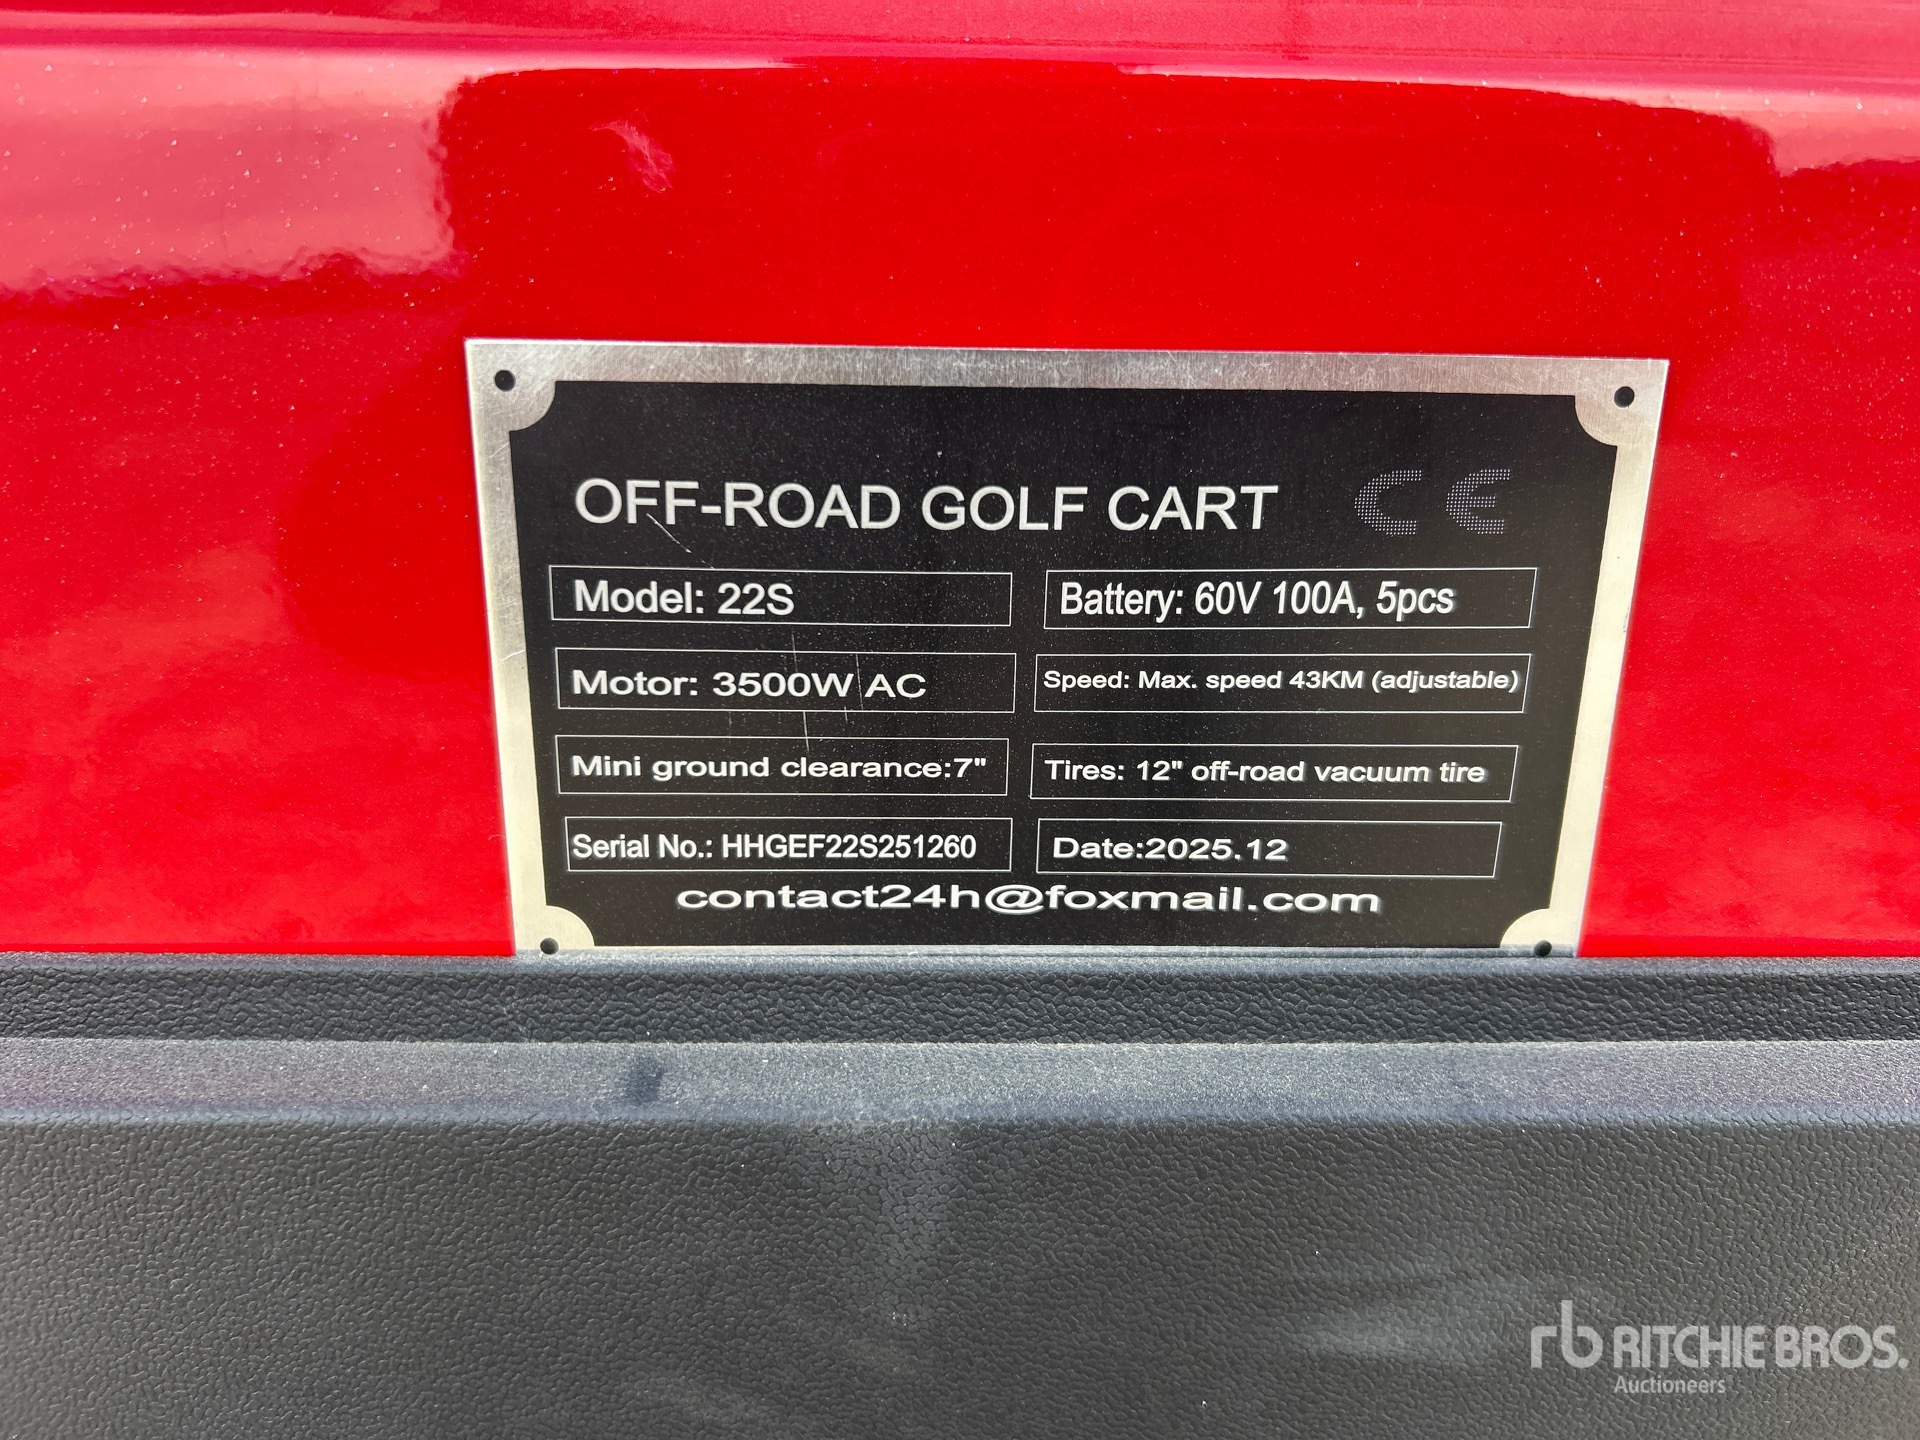 OFF-ROAD GOLF CART CE
Model: 22S
Battery: 60V 100A, 5pcs
Motor: 3500W AC
Speed: Max. speed 43KM (adjustable)
Mini ground clearance:7"
Tires: 12" off-road vacuum tire
Serial No.: HHGEF22S251260
Date:2025.12
contact24h@foxmail.com
rb RITCHIE BROS.
Auctioneers